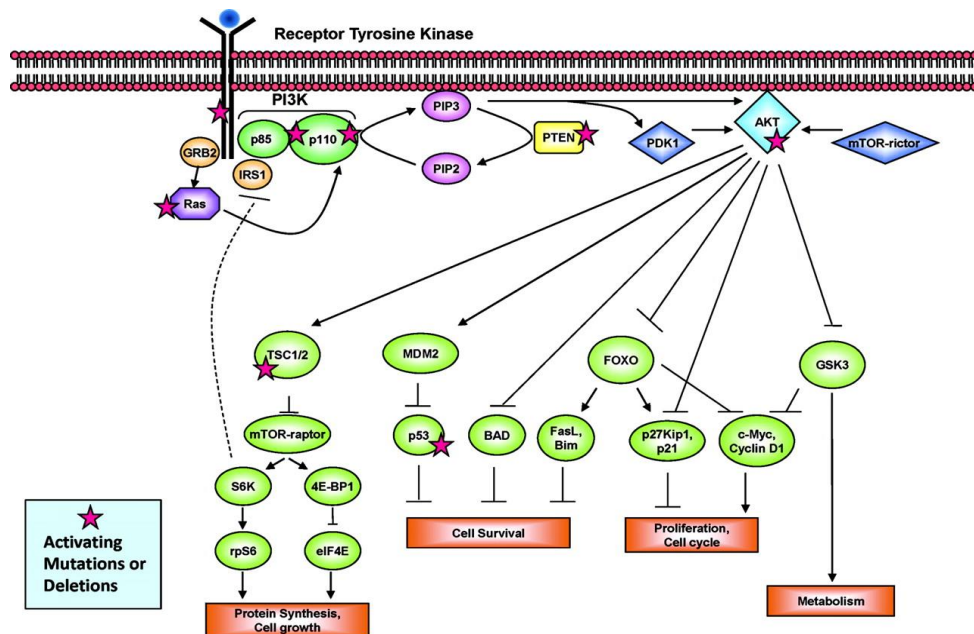 Receptor Tyrosine Kinase
PI3K
p85
p110
PIP3
PIP2
PTEN
PDK1
AKT
mTOR-rictor
GRB2
IRS1
Ras
TSC1/2
MDM2
FOXO
GSK3
mTOR-raptor
p53
BAD
FasL,
Bim
p27Kip1,
p21
c-Myc,
Cyclin D1
S6K
4E-BP1
Cell Survival
Proliferation,
Cell cycle
rpS6
eIF4E
Metabolism
Protein Synthesis,
Cell growth
Activating
Mutations or
Deletions